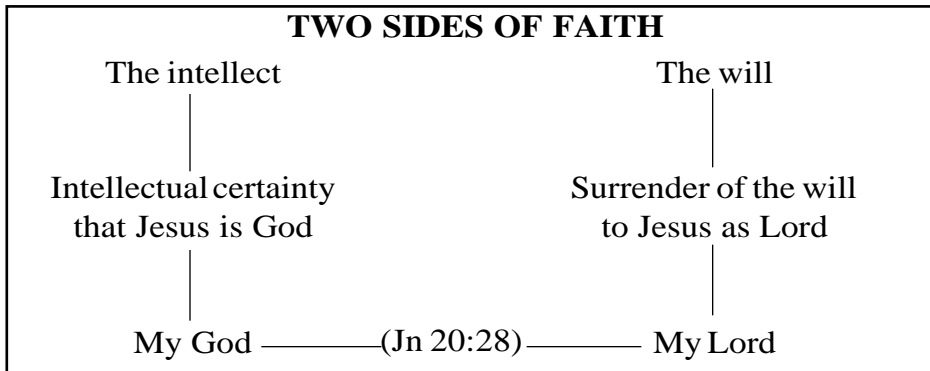 TWO SIDES OF FAITH
The intellect The will
Intellectual certainty Surrender of the will
that Jesus is God to Jesus as Lord
My God (Jn 20:28) My Lord